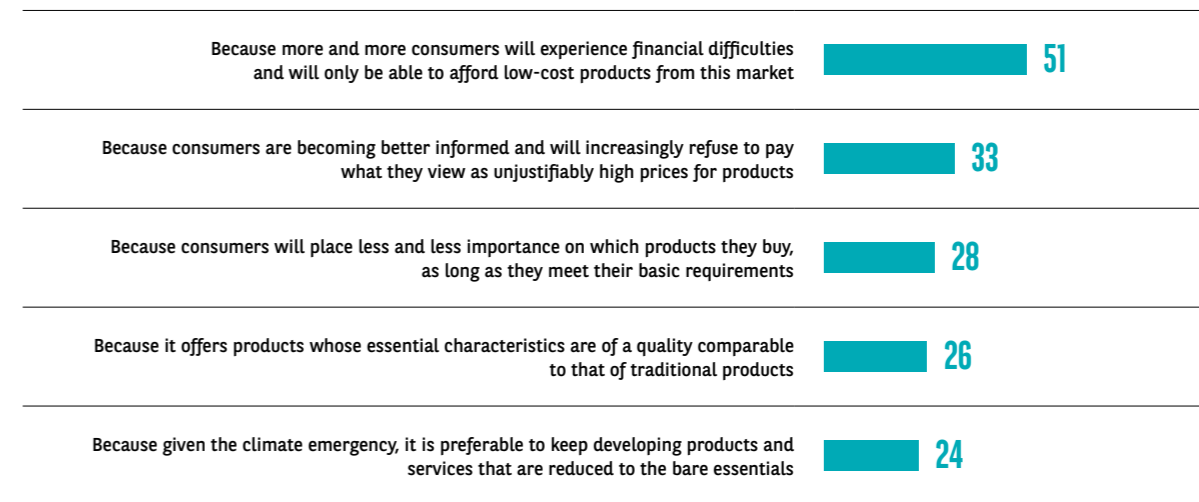 Because more and more consumers will experience financial difficulties
and will only be able to afford low-cost products from this market
51
Because consumers are becoming better informed and will increasingly refuse to pay
what they view as unjustifiably high prices for products
33
Because consumers will place less and less importance on which products they buy,
as long as they meet their basic requirements
28
Because it offers products whose essential characteristics are of a quality comparable
to that of traditional products
26
Because given the climate emergency, it is preferable to keep developing products and
services that are reduced to the bare essentials
24